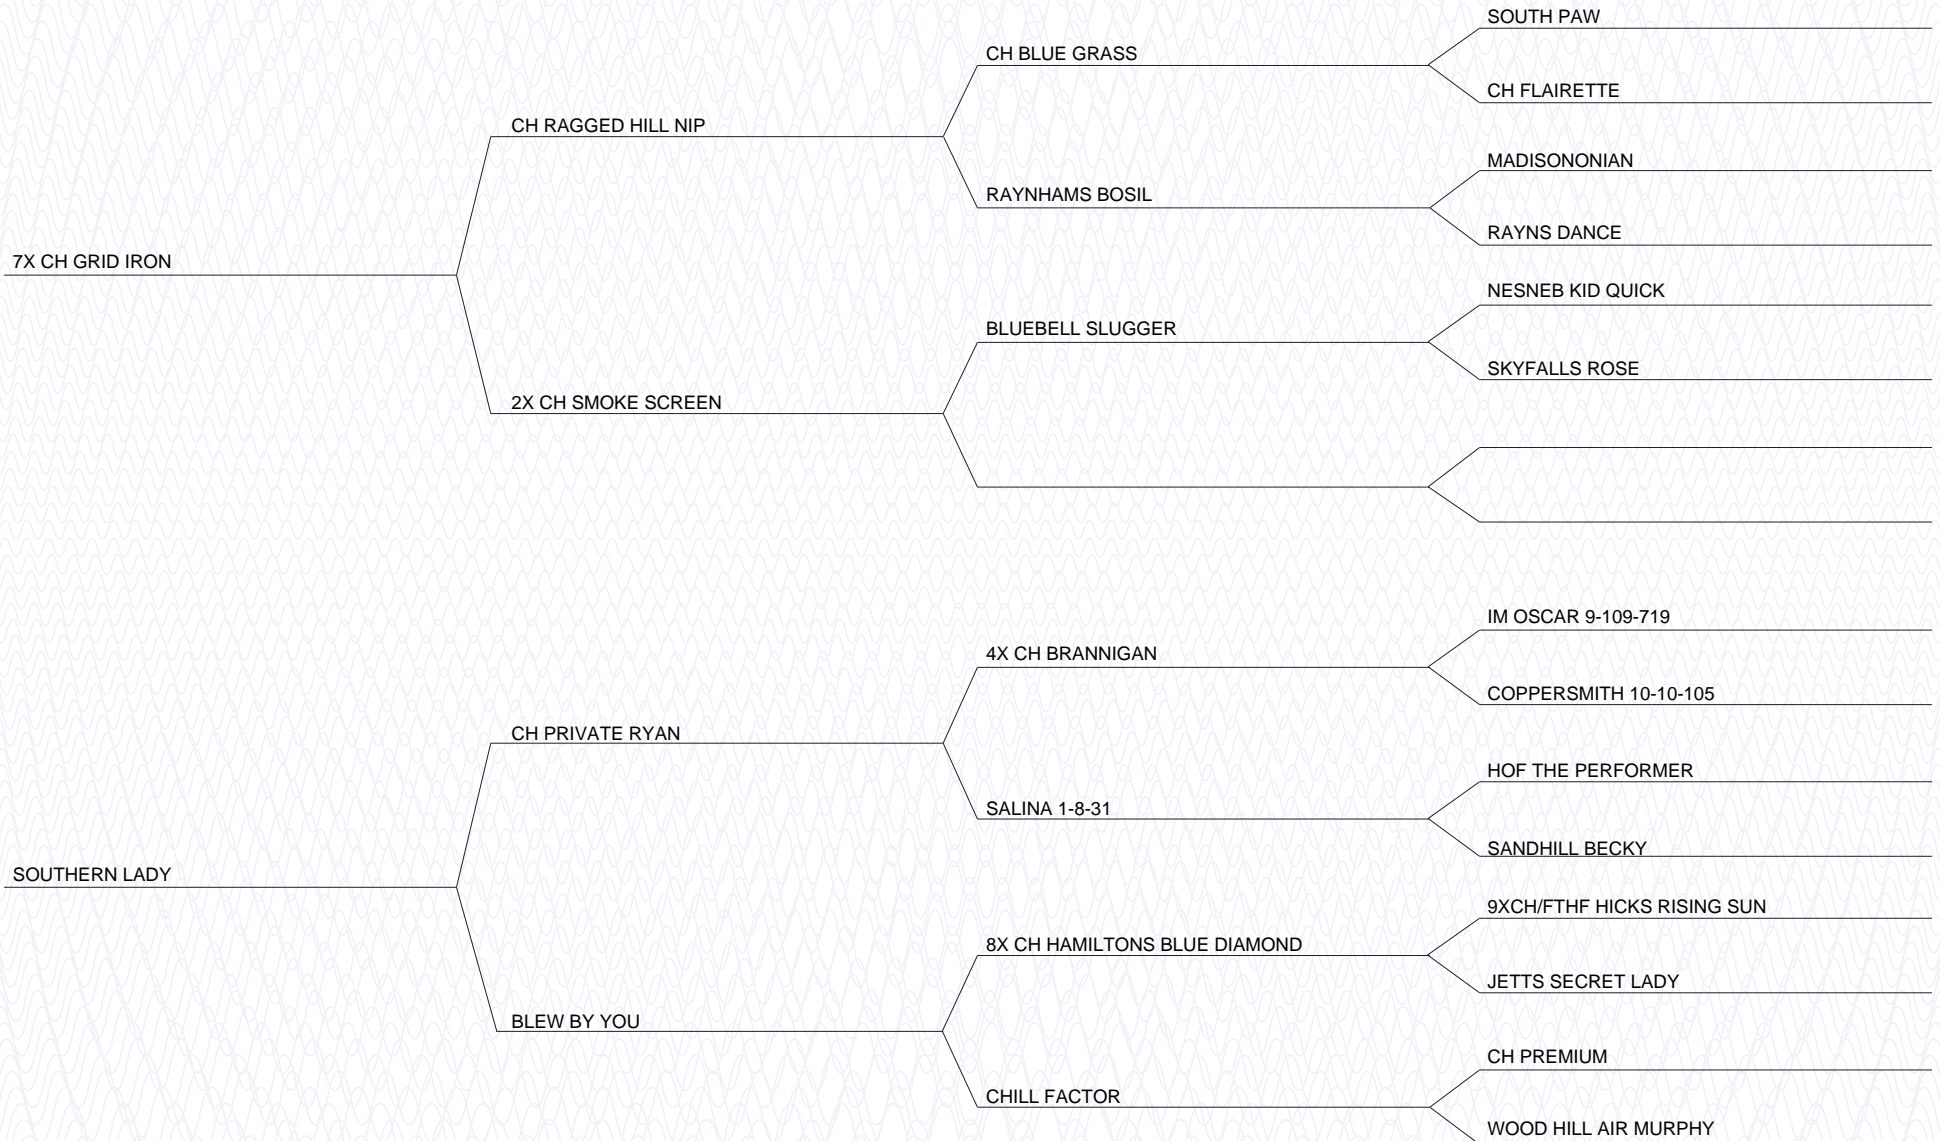 SOUTH PAW
CH BLUE GRASS
CH FLAIRETTE
CH RAGGED HILL NIP
MADISONONIAN
RAYNHAMS BOSIL
RAYNS DANCE
7X CH GRID IRON
NESNEB KID QUICK
BLUEBELL SLUGGER
SKYFALLS ROSE
2X CH SMOKE SCREEN
IM OSCAR 9-109-719
4X CH BRANNIGAN
COPPERSMITH 10-10-105
CH PRIVATE RYAN
HOF THE PERFORMER
SALINA 1-8-31
SANDHILL BECKY
SOUTHERN LADY
9XCH/FTHF HICKS RISING SUN
8X CH HAMILTONS BLUE DIAMOND
JETTS SECRET LADY
BLEW BY YOU
CH PREMIUM
CHILL FACTOR
WOOD HILL AIR MURPHY